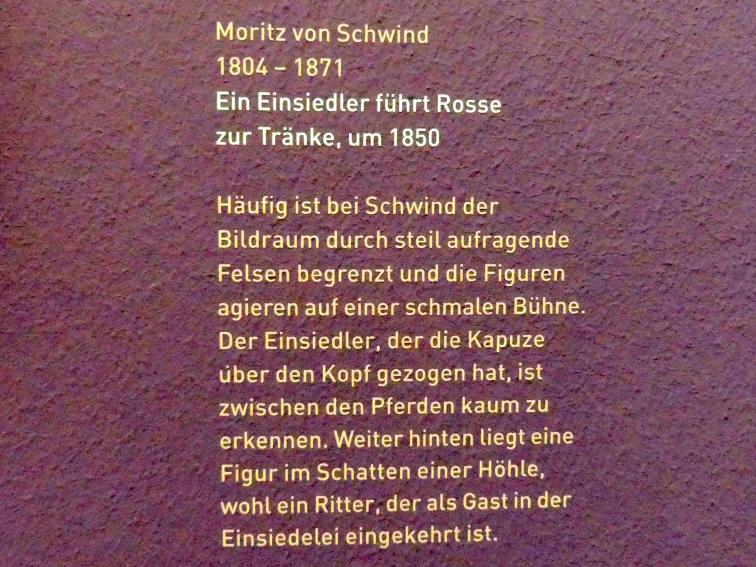 Moritz von Schwind
1804 – 1871
Ein Einsiedler führt Rosse
zur Tränke, um 1850
Häufig ist bei Schwind der
Bildraum durch steil aufragende
Felsen begrenzt und die Figuren
agieren auf einer schmalen Bühne.
Der Einsiedler, der die Kapuze
über den Kopf gezogen hat, ist
zwischen den Pferden kaum zu
erkennen. Weiter hinten liegt eine
Figur im Schatten einer Höhle,
wohl ein Ritter, der als Gast in der
Einsiedelei eingekehrt ist.